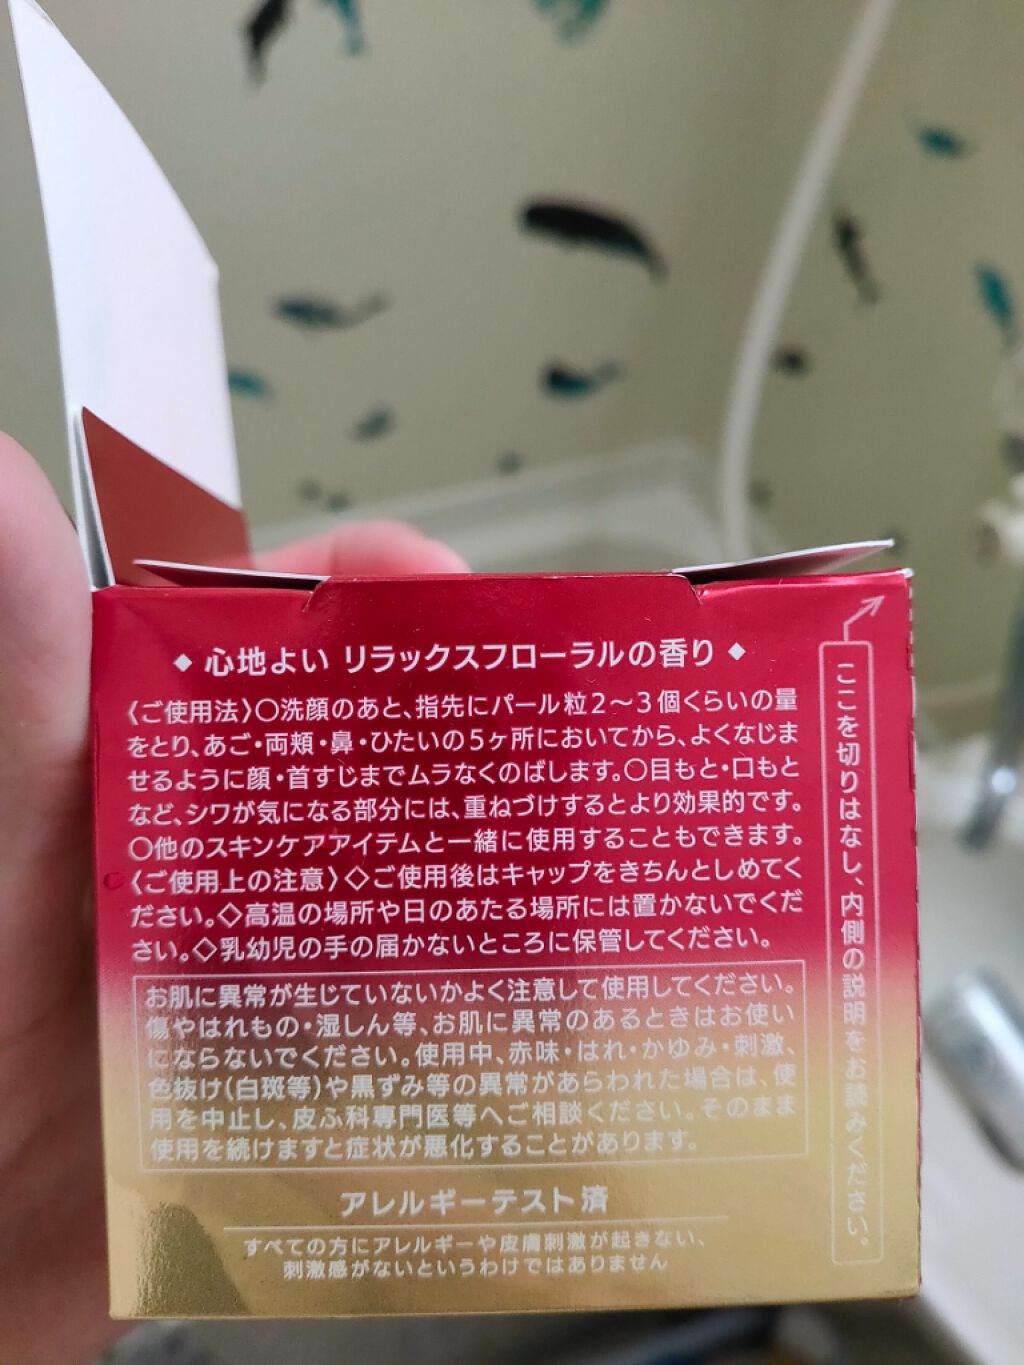 ◆ 心地よい リラックスフローラルの香り ◆
〈ご使用法〉○洗顔のあと、指先にパール粒2～3個くらいの量
をとり、あご・両頬・鼻・ひたいの5ヶ所においてから、よくなじま
せるように顔・首すじまでムラなくのばします。○目もと・口もと
など、シワが気になる部分には、重ねづけするとより効果的です。
○他のスキンケアアイテムと一緒に使用することもできます。
〈ご使用上の注意〉◇ご使用後はキャップをきちんとしめてく
ださい。◇高温の場所や日のあたる場所には置かないでくだ
さい。◇乳幼児の手の届かないところに保管してください。
お肌に異常が生じていないかよく注意して使用してください。
傷やはれもの・湿しん等、お肌に異常のあるときはお使い
にならないでください。使用中、赤味・はれ・かゆみ・刺激、
色抜け(白斑等)や黒ずみ等の異常があらわれた場合は、使
用を中止し、皮ふ科専門医等へご相談ください。そのまま
使用を続けますと症状が悪化することがあります。
アレルギーテスト済
すべての方にアレルギーや皮膚刺激が起きない、
刺激感がないというわけではありません
ここを切りはなし、内側の説明をお読みください。